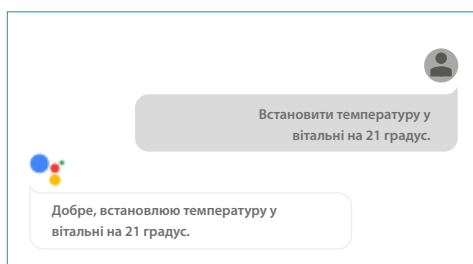 Встановити температуру у
вітальні на 21 градус.
Добре, встановлюю температуру у
вітальні на 21 градус.